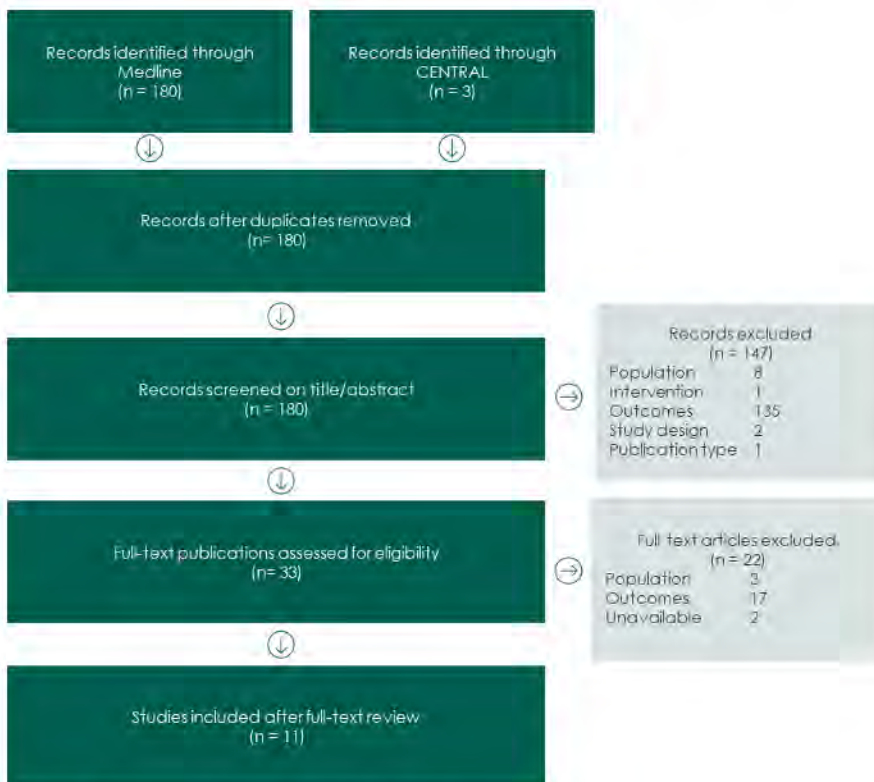 Records identified through
Medline
(n = 180)
Records identified through
CENTRAL
(n = 3)
Records after duplicates removed
(n= 180)
Records screened on title/abstract
(n = 180)
Records excluded
(n = 147)
Population 8
Intervention 1
Outcomes 135
Study design 2
Publication type 1
Full-text publications assessed for eligibility
(n = 33)
Full text articles excluded
(n = 22)
Population 3
Outcomes 17
Unavailable 2
Studies included after full-text review
(n = 11)